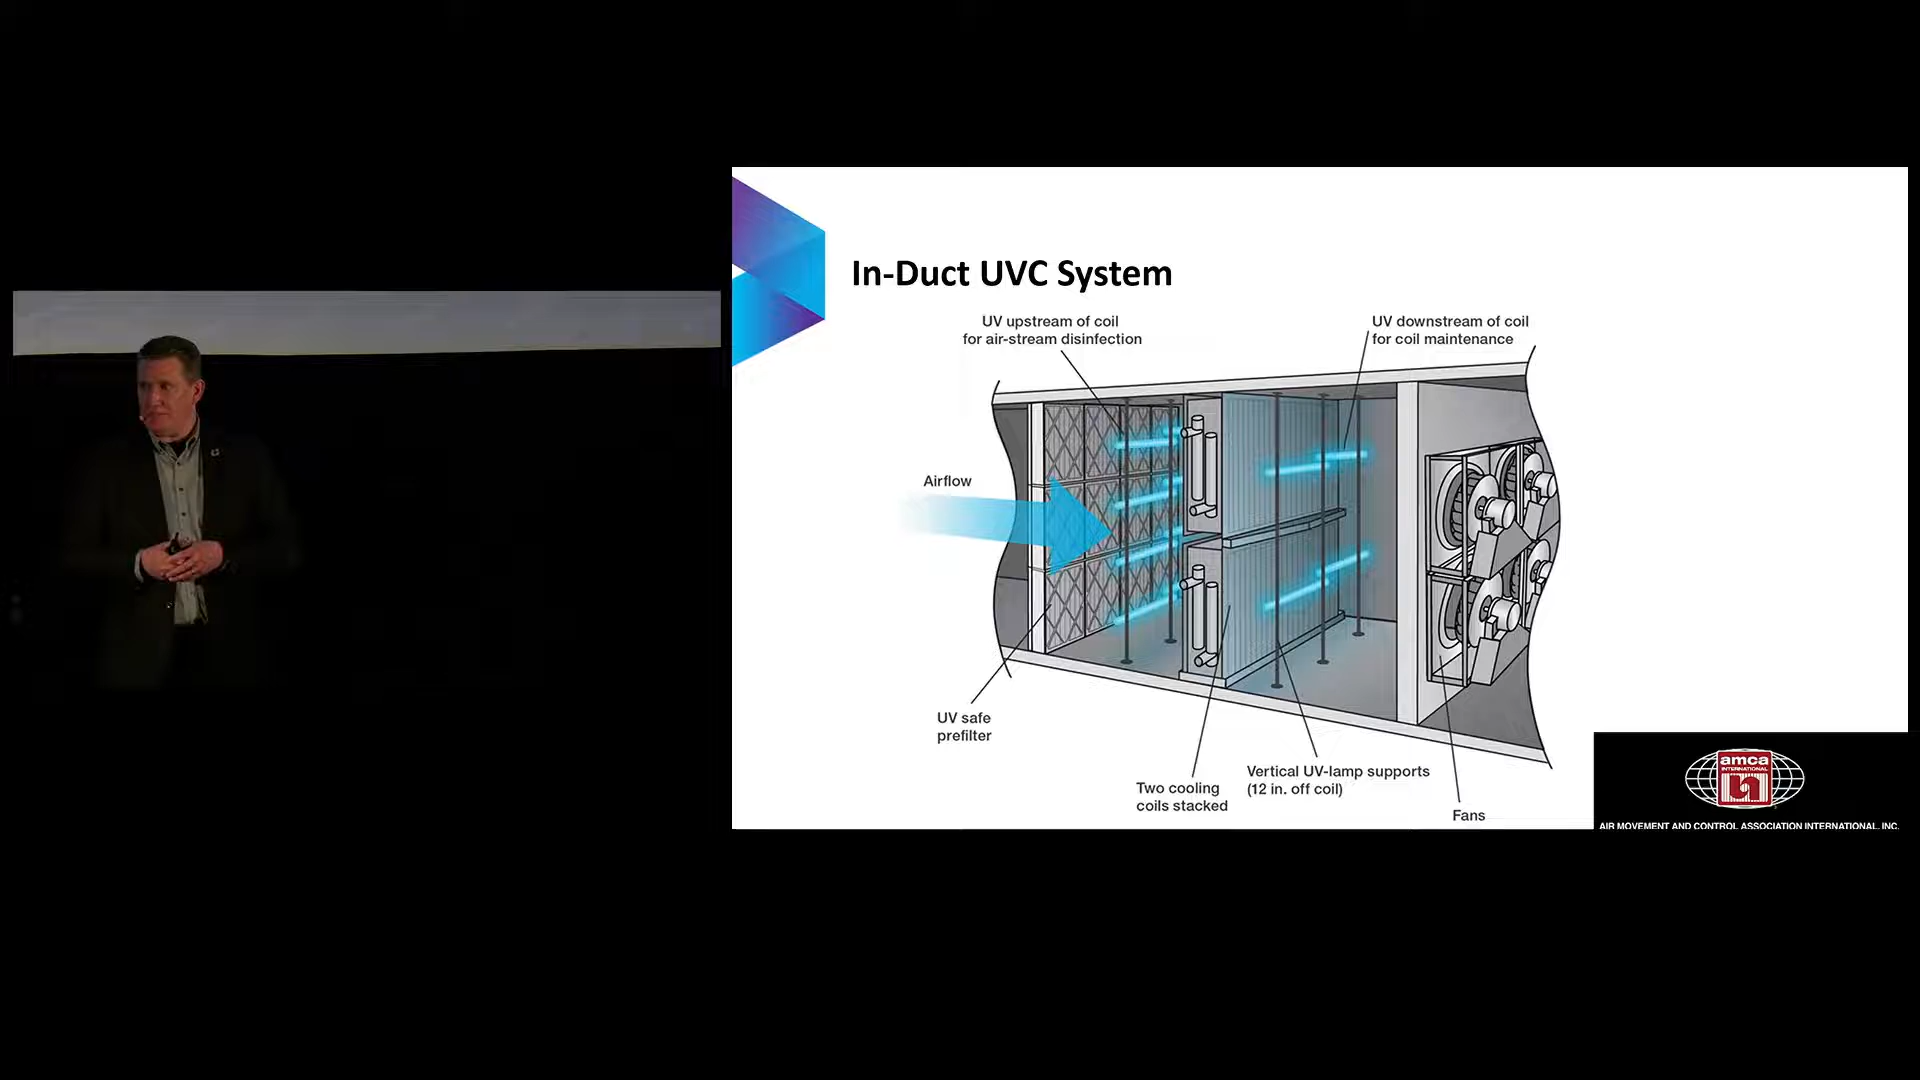 In-Duct UVC System
UV upstream of coil
for air-stream disinfection
UV downstream of coil
for coil maintenance
Airflow
UV safe
prefilter
Two cooling
coils stacked
Vertical UV-lamp supports
(12 in. off coil)
Fans
amca
INTERNATIONAL
AIR MOVEMENT AND CONTROL ASSOCIATION INTERNATIONAL, INC.